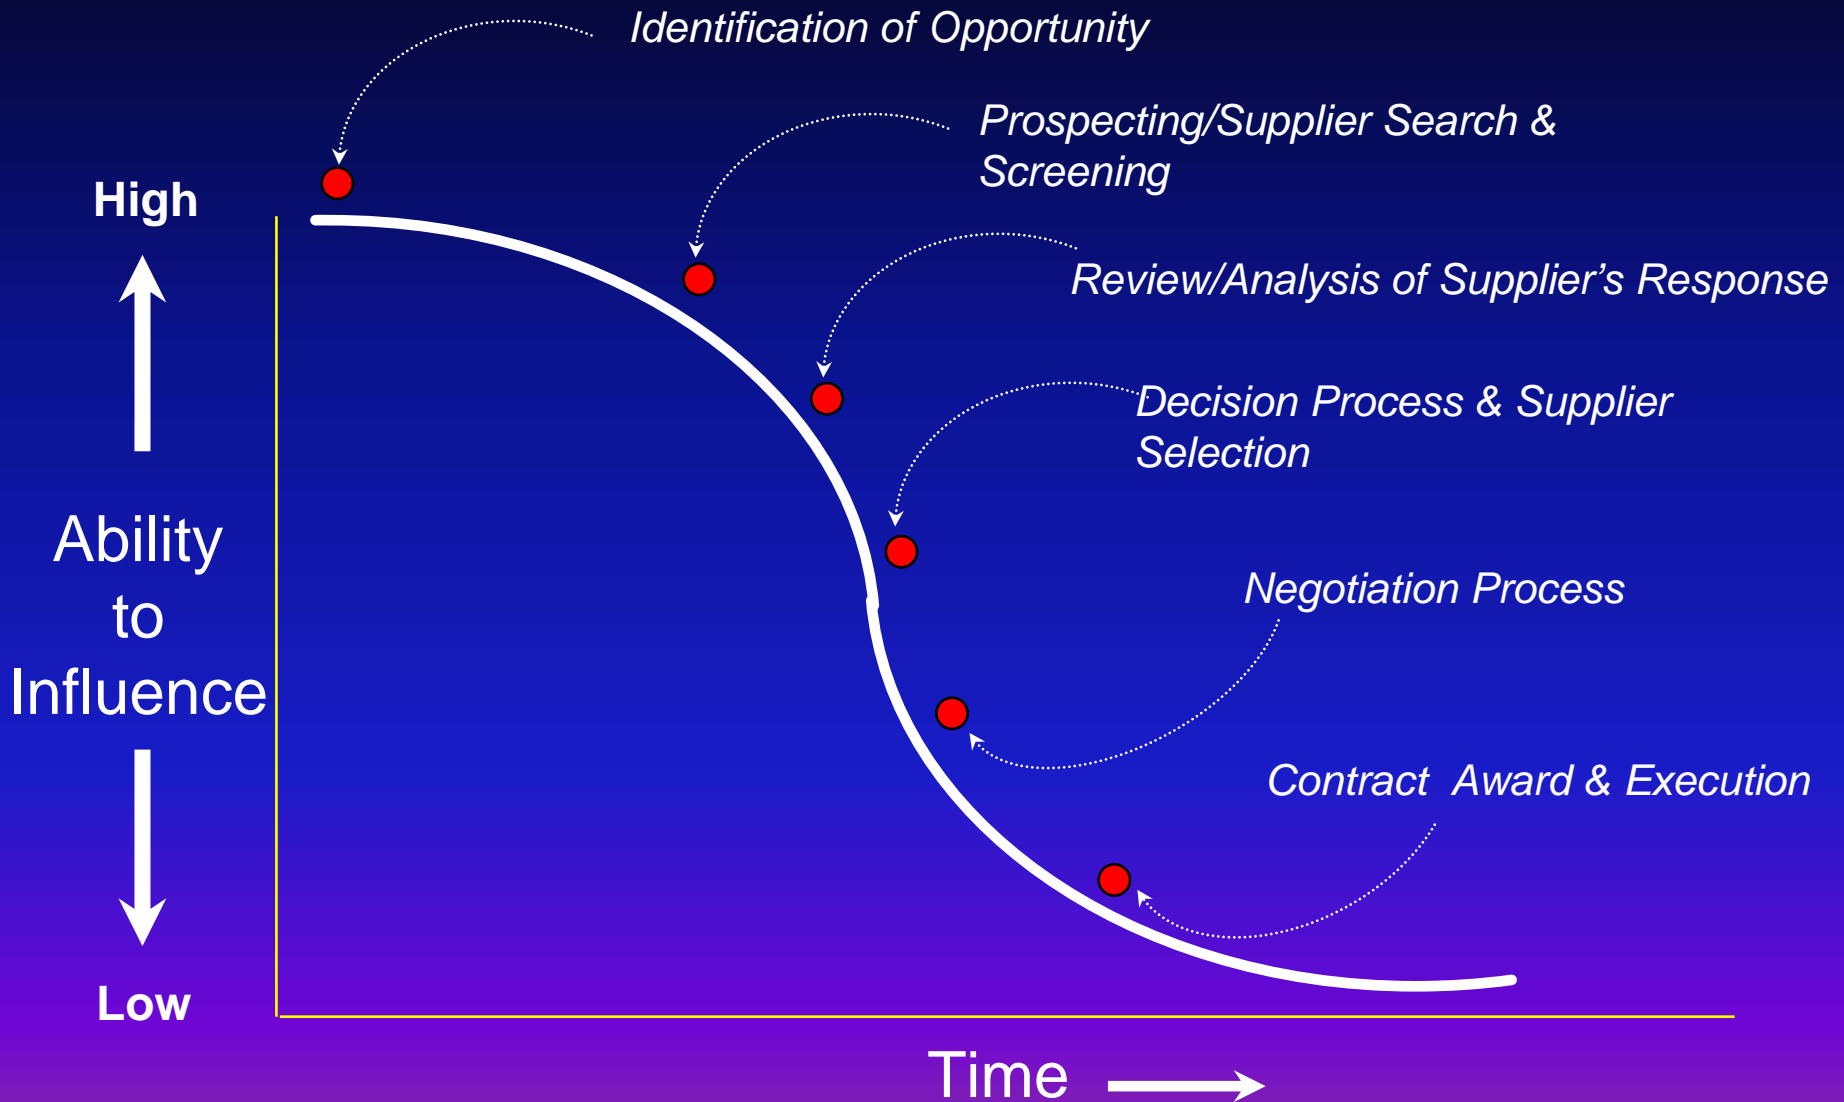 Identification of Opportunity
Prospecting/Supplier Search &
Screening
High
Review/Analysis of Supplier’s Response
Decision Process & Supplier
Selection
Ability
to
Influence
Negotiation Process
Contract  Award & Execution
Low
Time